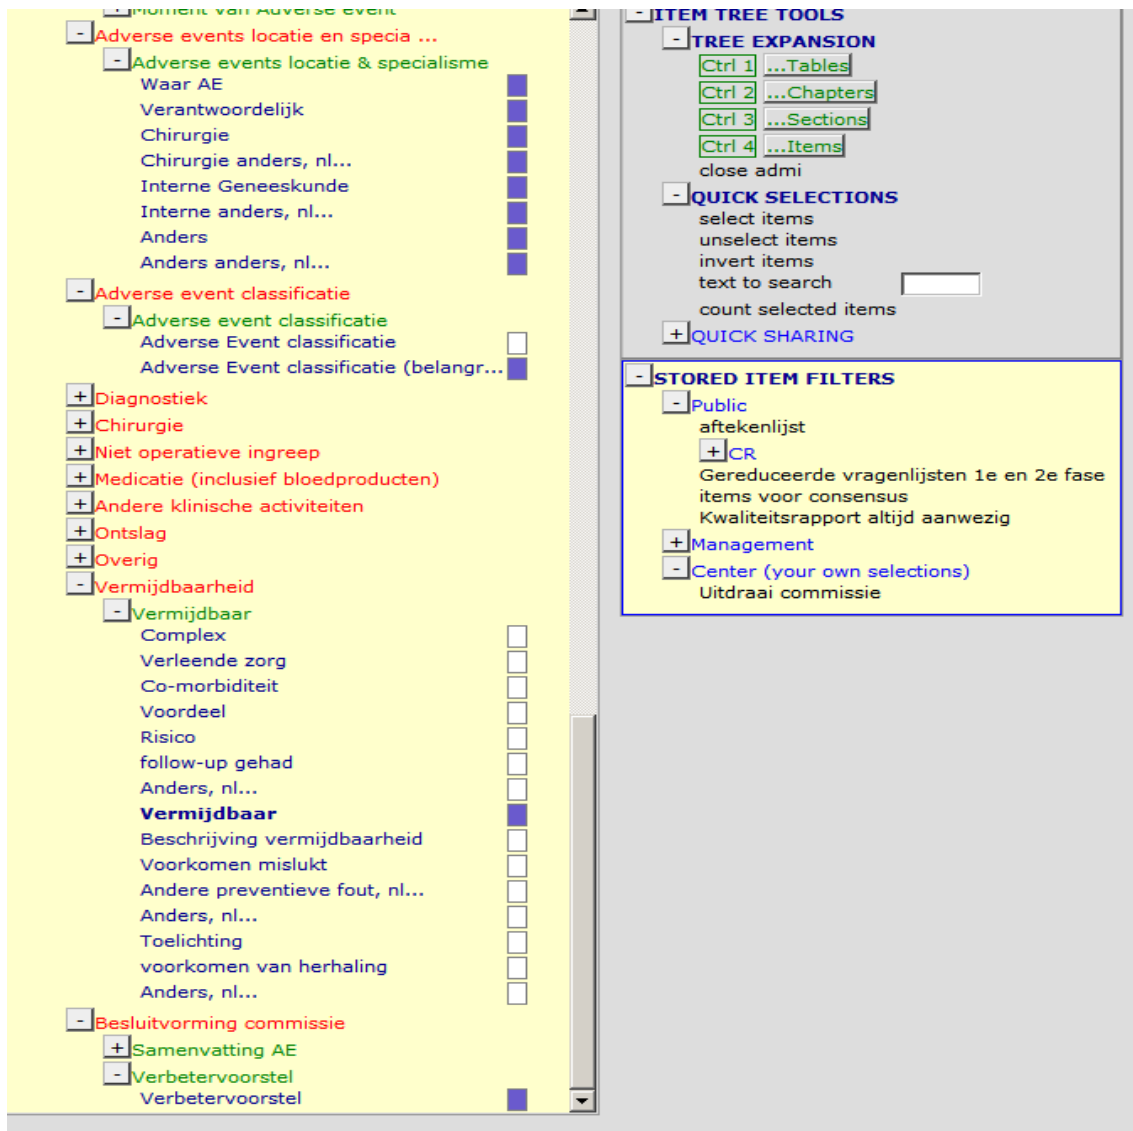 Moment van Adverse event
- Adverse events locatie en specia ...
- Adverse events locatie & specialisme
Waar AE
Verantwoordelijk
Chirurgie
Chirurgie anders, nl...
Interne Geneeskunde
Interne anders, nl...
Anders
Anders anders, nl...
- Adverse event classificatie
- Adverse event classificatie
Adverse Event classificatie
Adverse Event classificatie (belangr...
+ Diagnostiek
+ Chirurgie
+ Niet operatieve ingreep
+ Medicatie (inclusief bloedproducten)
+ Andere klinische activiteiten
+ Ontslag
+ Overig
- Vermijdbaarheid
- Vermijdbaar
Complex
Verleende zorg
Co-morbiditeit
Voordeel
Risico
follow-up gehad
Anders, nl...
Vermijdbaar
Beschrijving vermijdbaarheid
Voorkomen mislukt
Andere preventieve fout, nl...
Anders, nl...
Toelichting
voorkomen van herhaling
Anders, nl...
- Besluitvorming commissie
+ Samenvatting AE
- Verbetervoorstel
Verbetervoorstel
- ITEM TREE TOOLS
- TREE EXPANSION
Ctrl 1 ...Tables
Ctrl 2 ...Chapters
Ctrl 3 ...Sections
Ctrl 4 ...Items
close admi
- QUICK SELECTIONS
select items
unselect items
invert items
text to search
count selected items
+ QUICK SHARING
- STORED ITEM FILTERS
- Public
aftekenlijst
+ CR
Gereduceerde vragenlijsten 1e en 2e fase
items voor consensus
Kwaliteitsrapport altijd aanwezig
+ Management
- Center (your own selections)
Uitdraai commissie